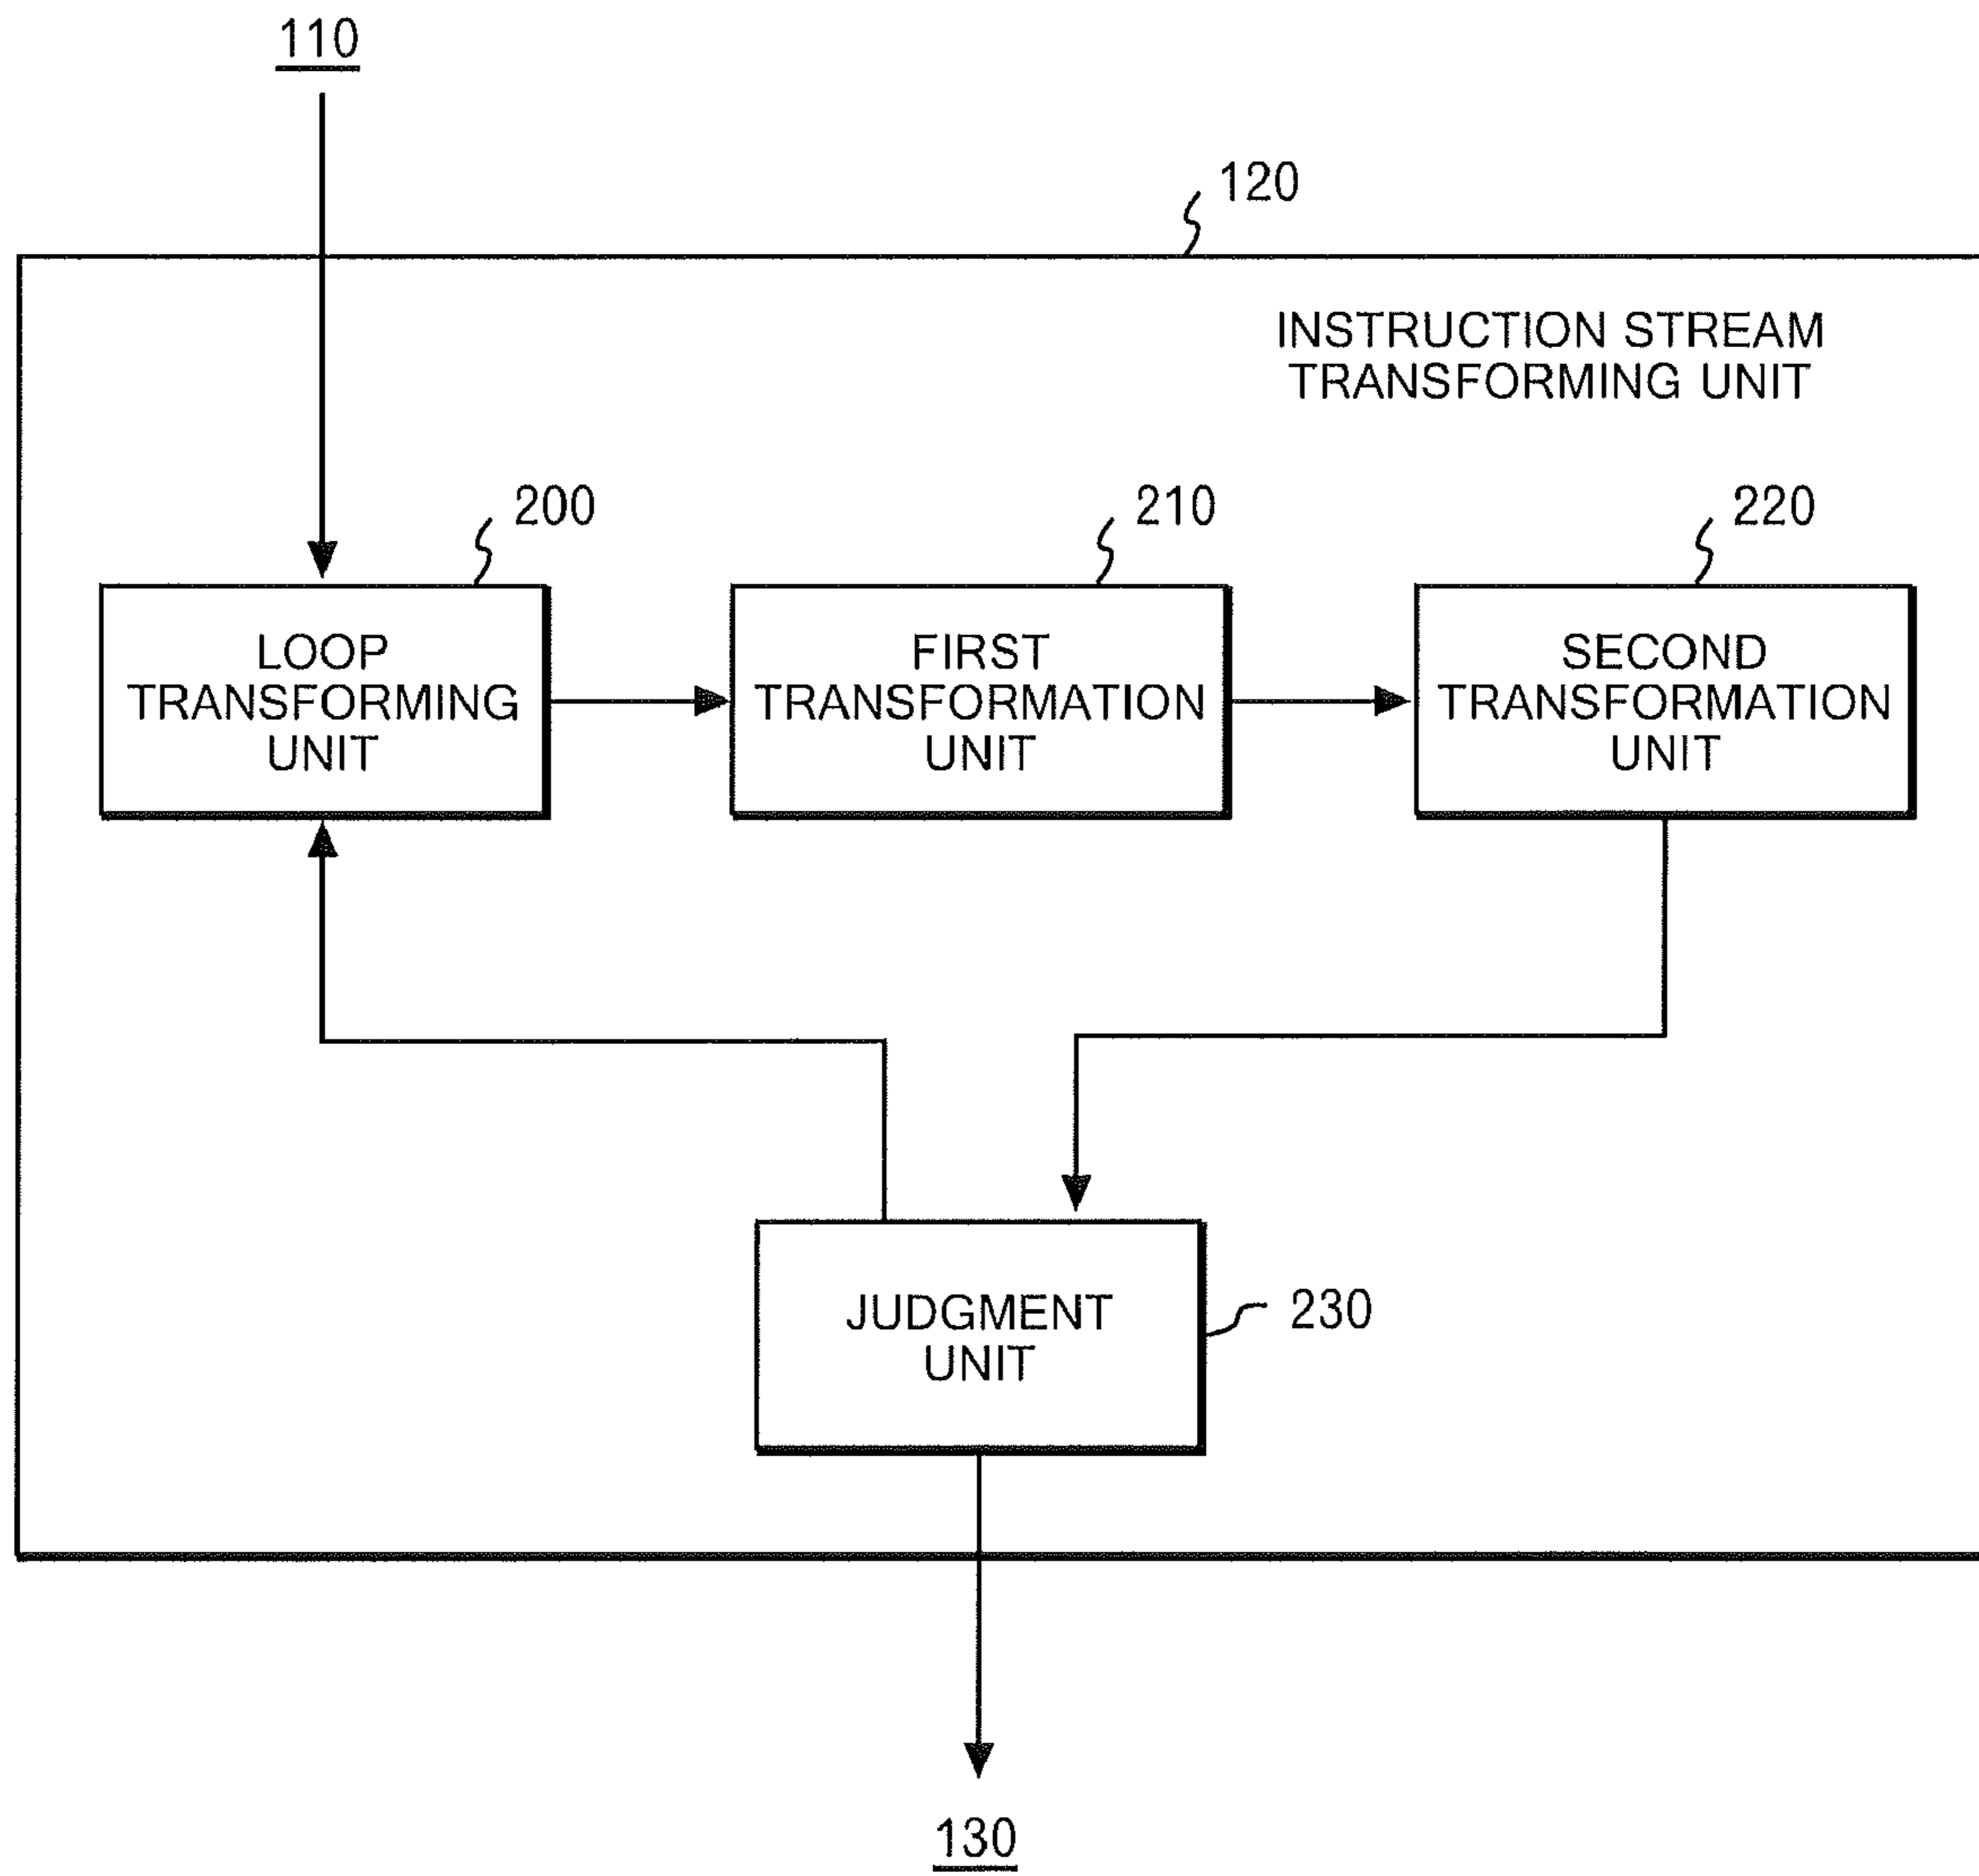 110
120
INSTRUCTION STREAM
TRANSFORMING UNIT
200
210
220
LOOP
TRANSFORMING
UNIT
FIRST
TRANSFORMATION
UNIT
SECOND
TRANSFORMATION
UNIT
JUDGMENT
UNIT
230
130